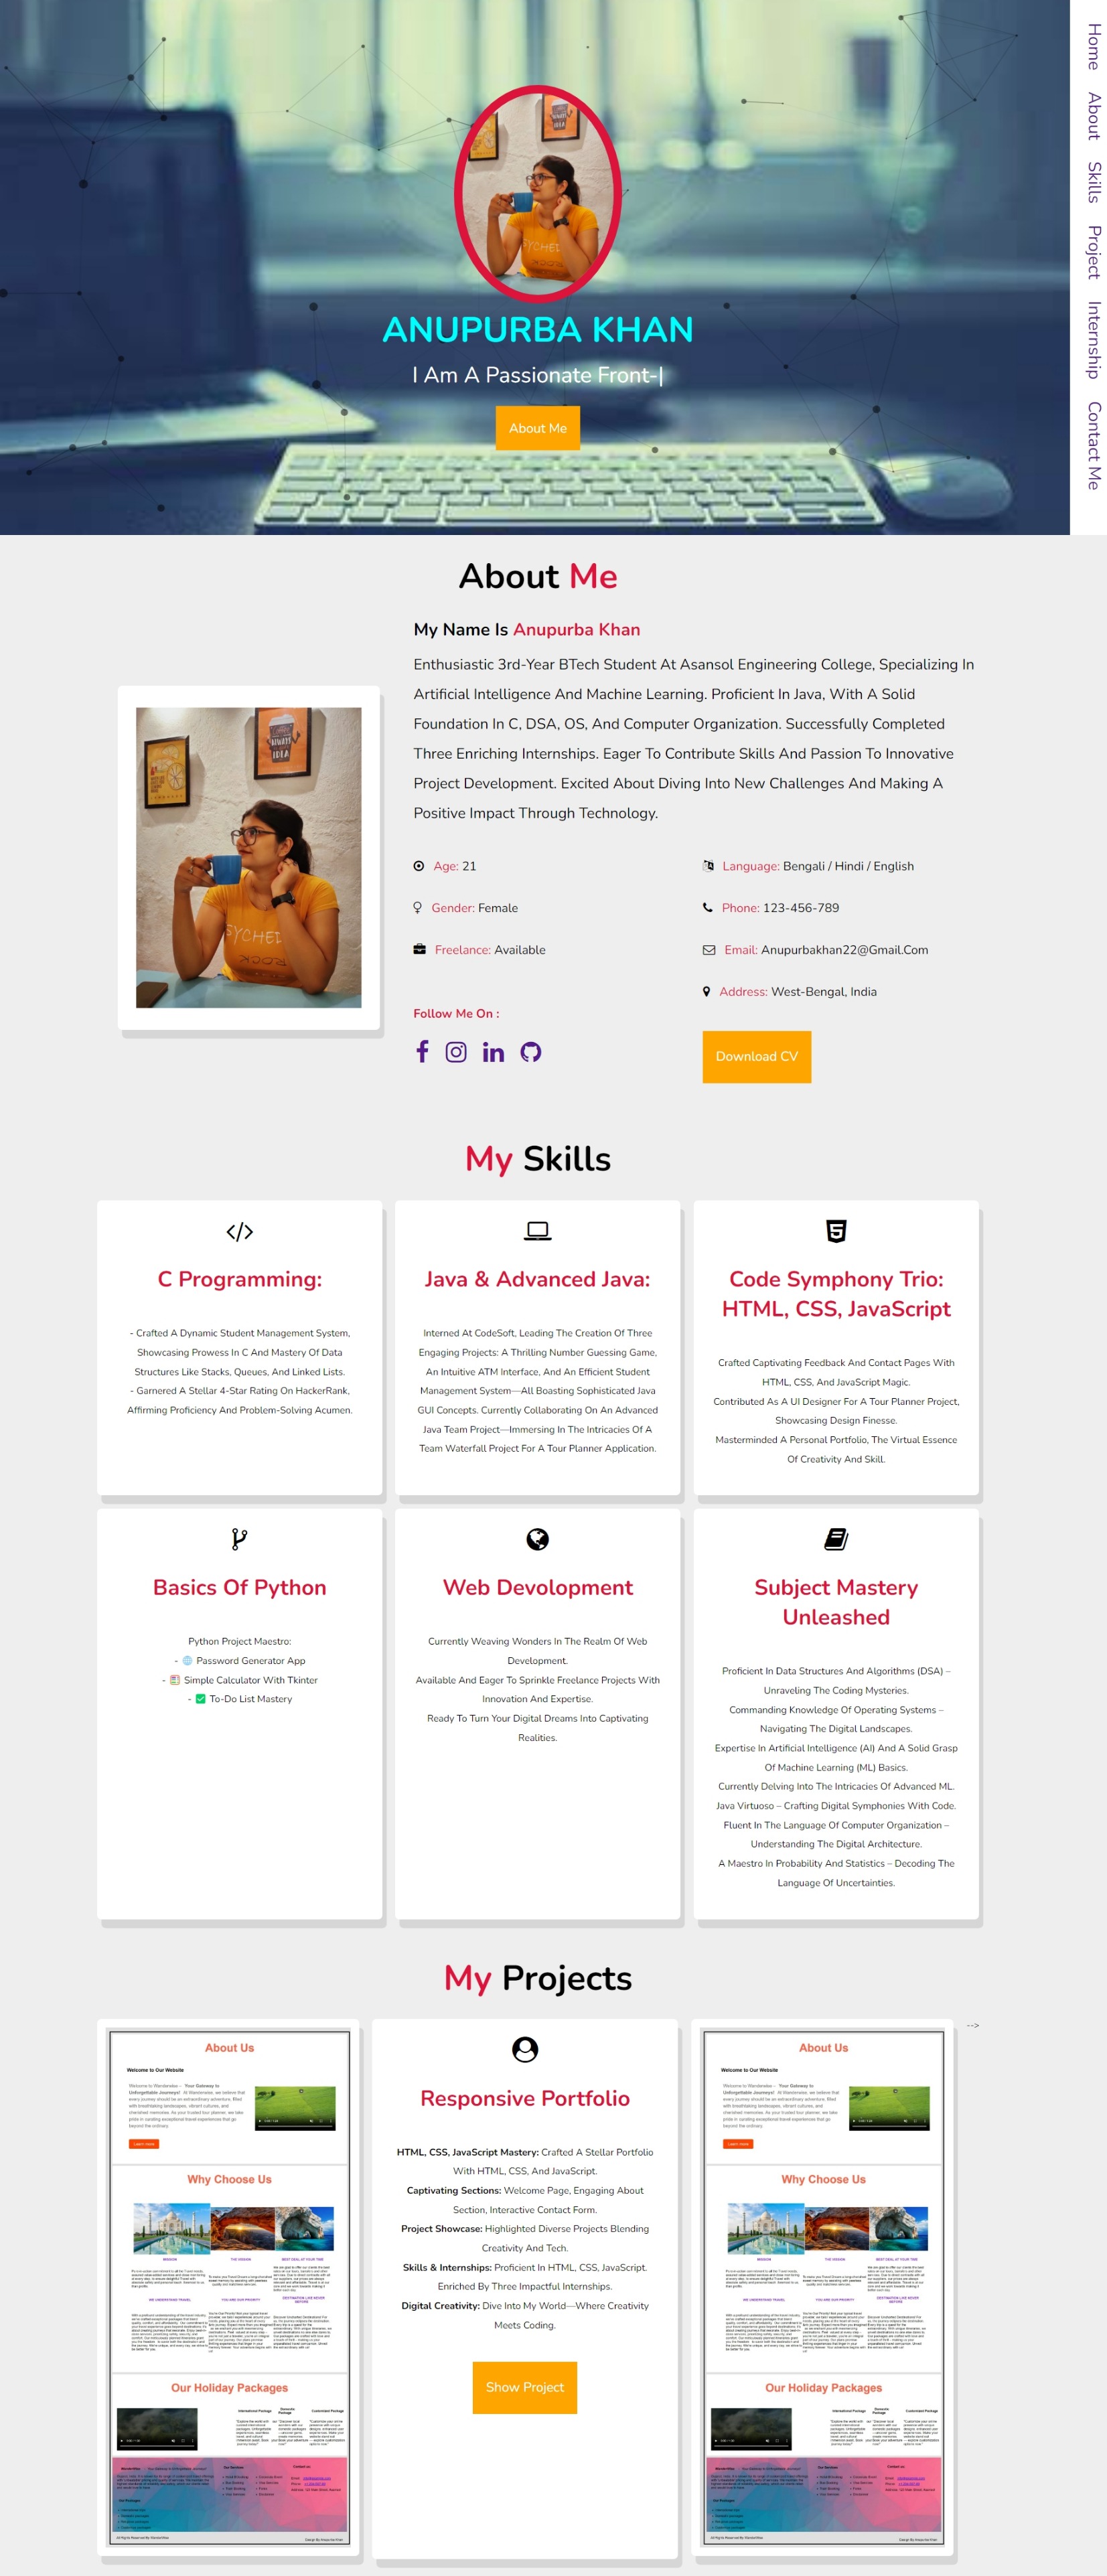 Home
About
Skills
Project
Internship
Contact Me
ANUPURBA KHAN
I Am A Passionate Front-|
About Me
About Me
My Name Is Anupurba Khan
Enthusiastic 3rd-Year BTech Student At Asansol Engineering College, Specializing In
Artificial Intelligence And Machine Learning. Proficient In Java, With A Solid
Foundation In C, DSA, OS, And Computer Organization. Successfully Completed
Three Enriching Internships. Eager To Contribute Skills And Passion To Innovative
Project Development. Excited About Diving Into New Challenges And Making A
Positive Impact Through Technology.
Age: 21
Gender: Female
Freelance: Available
Language: Bengali / Hindi / English
Phone: 123-456-789
Email: Anupurbakhan22@Gmail.Com
Address: West-Bengal, India
Follow Me On :
Download CV
My Skills
C Programming:
- Crafted A Dynamic Student Management System,
Showcasing Prowess In C And Mastery Of Data
Structures Like Stacks, Queues, And Linked Lists.
- Garnered A Stellar 4-Star Rating On HackerRank,
Affirming Proficiency And Problem-Solving Acumen.
Java & Advanced Java:
Interned At CodeSoft, Leading The Creation Of Three
Engaging Projects: A Thrilling Number Guessing Game,
An Intuitive ATM Interface, And An Efficient Student
Management System—All Boasting Sophisticated Java
GUI Concepts. Currently Collaborating On An Advanced
Java Team Project—Immersing In The Intricacies Of A
Team Waterfall Project For A Tour Planner Application.
Code Symphony Trio:
HTML, CSS, JavaScript
Crafted Captivating Feedback And Contact Pages With
HTML, CSS, And JavaScript Magic.
Contributed As A UI Designer For A Tour Planner Project,
Showcasing Design Finesse.
Masterminded A Personal Portfolio, The Virtual Essence
Of Creativity And Skill.
Basics Of Python
Python Project Maestro:
- 🌐 Password Generator App
- 🧮 Simple Calculator With Tkinter
- ✅ To-Do List Mastery
Web Devolopment
Currently Weaving Wonders In The Realm Of Web
Development.
Available And Eager To Sprinkle Freelance Projects With
Innovation And Expertise.
Ready To Turn Your Digital Dreams Into Captivating
Realities.
Subject Mastery
Unleashed
Proficient In Data Structures And Algorithms (DSA) –
Unraveling The Coding Mysteries.
Commanding Knowledge Of Operating Systems –
Navigating The Digital Landscapes.
Expertise In Artificial Intelligence (AI) And A Solid Grasp
Of Machine Learning (ML) Basics.
Currently Delving Into The Intricacies Of Advanced ML.
Java Virtuoso – Crafting Digital Symphonies With Code.
Fluent In The Language Of Computer Organization –
Understanding The Digital Architecture.
A Maestro In Probability And Statistics – Decoding The
Language Of Uncertainties.
My Projects
About Us
Welcome to Our Website
Why Choose Us
Our Holiday Packages
Responsive Portfolio
HTML, CSS, JavaScript Mastery: Crafted A Stellar Portfolio
With HTML, CSS, And JavaScript.
Captivating Sections: Welcome Page, Engaging About
Section, Interactive Contact Form.
Project Showcase: Highlighted Diverse Projects Blending
Creativity And Tech.
Skills & Internships: Proficient In HTML, CSS, JavaScript.
Enriched By Three Impactful Internships.
Digital Creativity: Dive Into My World—Where Creativity
Meets Coding.
Show Project
About Us
Welcome to Our Website
Why Choose Us
Our Holiday Packages
-->